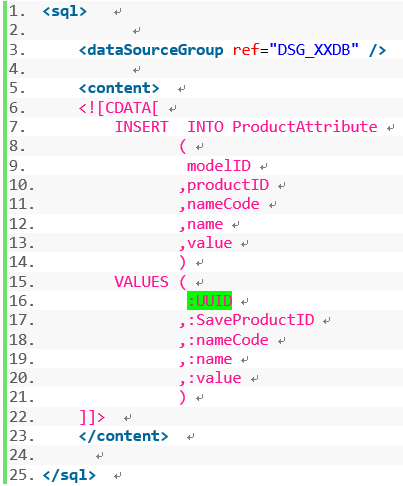 1. <sql>
2.
3. <dataSourceGroup ref="DSG_XXDB" />
4.
5. <content>
6. <![CDATA[
7. INSERT  INTO ProductAttribute
8. (
9. modelID
10. ,productID
11. ,nameCode
12. ,name
13. ,value
14. )
15. VALUES (
16. :UUID
17. ,:SaveProductID
18. ,:nameCode
19. ,:name
20. ,:value
21. )
22. ]]>
23. </content>
24.
25. </sql>